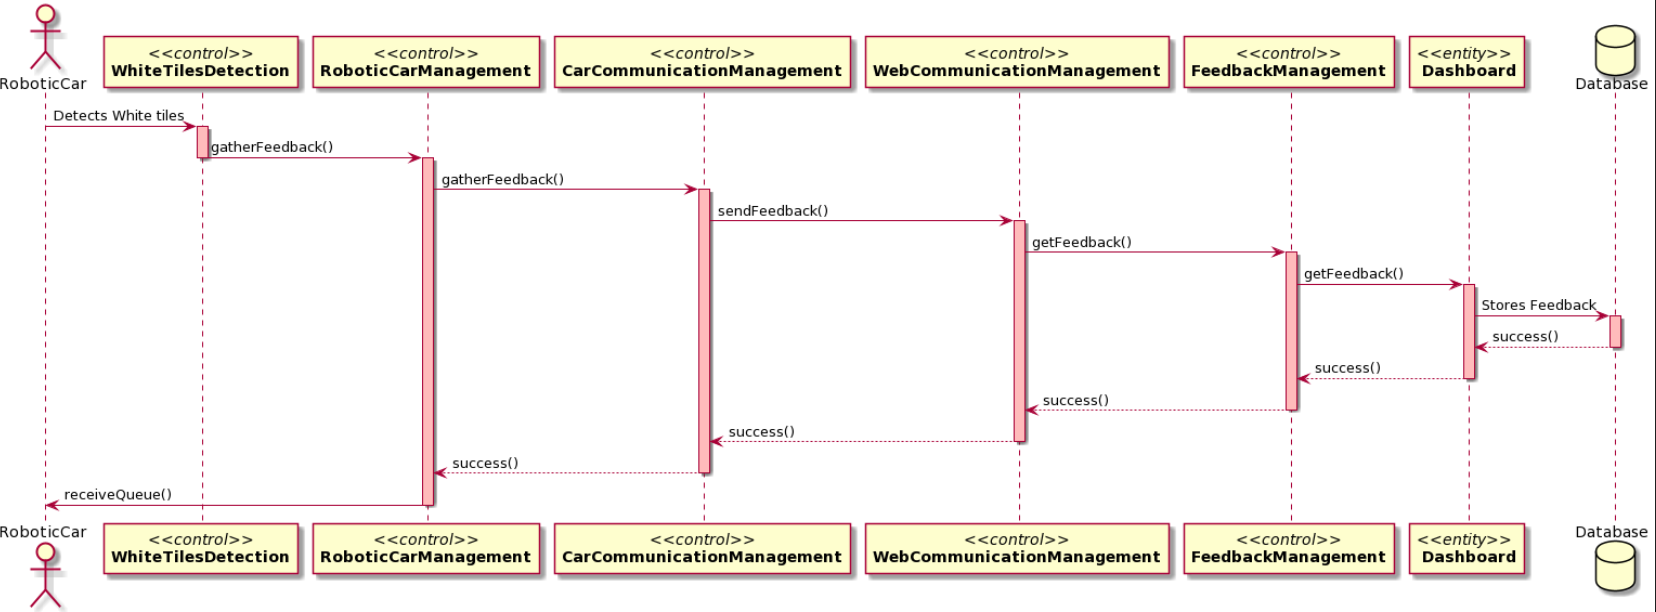 RoboticCar
<<control>>
WhiteTilesDetection
<<control>>
RoboticCarManagement
<<control>>
CarCommunicationManagement
<<control>>
WebCommunicationManagement
<<control>>
FeedbackManagement
<<entity>>
Dashboard
Database
Detects White tiles
gatherFeedback()
gatherFeedback()
sendFeedback()
getFeedback()
getFeedback()
Stores Feedback
success()
success()
success()
success()
success()
receiveQueue()
RoboticCar
<<control>>
WhiteTilesDetection
<<control>>
RoboticCarManagement
<<control>>
CarCommunicationManagement
<<control>>
WebCommunicationManagement
<<control>>
FeedbackManagement
<<entity>>
Dashboard
Database